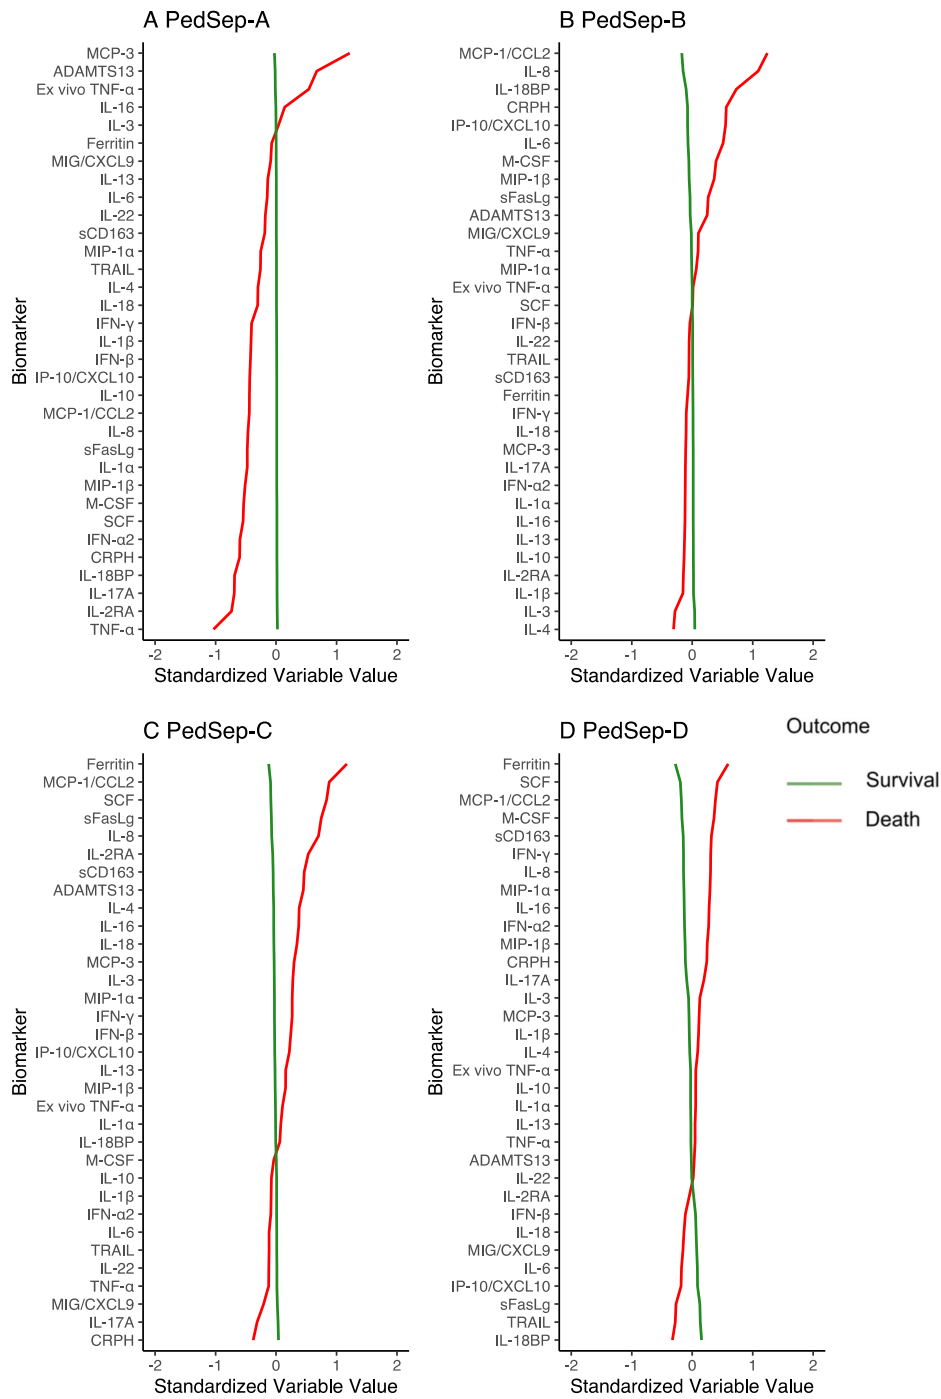 A PedSep-A
MCP-3
ADAMTS13
Ex vivo TNF-α
IL-16
IL-3
Ferritin
MIG/CXCL9
IL-13
IL-6
IL-22
sCD163
MIP-1α
TRAIL
IL-4
IL-18
IFN-γ
IL-1β
IFN-β
IP-10/CXCL10
IL-10
MCP-1/CCL2
IL-8
sFasLg
IL-1α
MIP-1β
M-CSF
SCF
IFN-α2
CRPH
IL-18BP
IL-17A
IL-2RA
TNF-α
Biomarker
-2 -1 0 1 2
Standardized Variable Value
B PedSep-B
MCP-1/CCL2
IL-8
IL-18BP
CRPH
IP-10/CXCL10
IL-6
M-CSF
MIP-1β
sFasLg
ADAMTS13
MIG/CXCL9
TNF-α
MIP-1α
Ex vivo TNF-α
SCF
IFN-β
IL-22
TRAIL
sCD163
Ferritin
IFN-γ
IL-18
MCP-3
IL-17A
IFN-α2
IL-1α
IL-16
IL-13
IL-10
IL-2RA
IL-1β
IL-3
IL-4
Biomarker
-2 -1 0 1 2
Standardized Variable Value
C PedSep-C
Ferritin
MCP-1/CCL2
SCF
sFasLg
IL-8
IL-2RA
sCD163
ADAMTS13
IL-4
IL-16
IL-18
MCP-3
IL-3
MIP-1α
IFN-γ
IFN-β
IP-10/CXCL10
IL-13
MIP-1β
Ex vivo TNF-α
IL-1α
IL-18BP
M-CSF
IL-10
IL-1β
IFN-α2
IL-6
TRAIL
IL-22
TNF-α
MIG/CXCL9
IL-17A
CRPH
Biomarker
-2 -1 0 1 2
Standardized Variable Value
D PedSep-D
Ferritin
SCF
MCP-1/CCL2
M-CSF
sCD163
IFN-γ
IL-8
MIP-1α
IL-16
IFN-α2
MIP-1β
CRPH
IL-17A
IL-3
MCP-3
IL-1β
IL-4
Ex vivo TNF-α
IL-10
IL-1α
IL-13
TNF-α
ADAMTS13
IL-22
IL-2RA
IFN-β
IL-18
MIG/CXCL9
IL-6
IP-10/CXCL10
sFasLg
TRAIL
IL-18BP
Biomarker
-2 -1 0 1 2
Standardized Variable Value
Outcome
Survival
Death